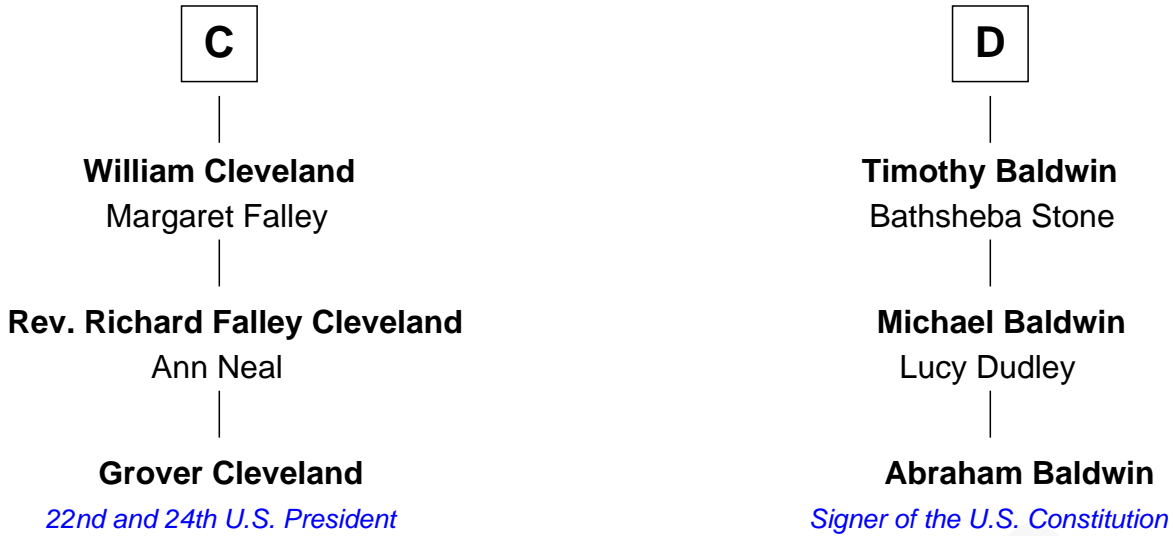 C
William Cleveland
Margaret Falley
Rev. Richard Falley Cleveland
Ann Neal
Grover Cleveland
22nd and 24th U.S. President
D
Timothy Baldwin
Bathsheba Stone
Michael Baldwin
Lucy Dudley
Abraham Baldwin
Signer of the U.S. Constitution